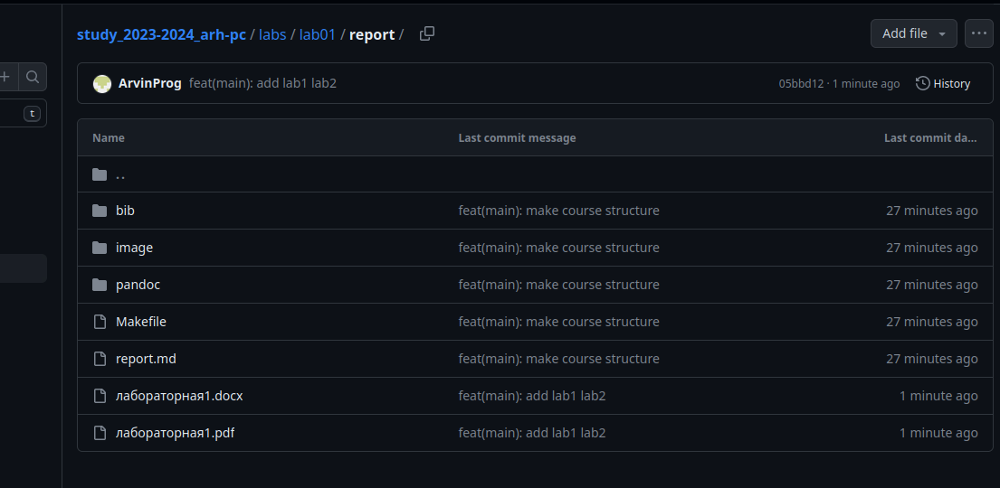 study_2023-2024_arh-pc / labs / lab01 / report /
Add file
ArvinProg feat(main): add lab1 lab2
05bbd12 · 1 minute ago
History
t
Name Last commit message Last commit da...
..
bib feat(main): make course structure 27 minutes ago
image feat(main): make course structure 27 minutes ago
pandoc feat(main): make course structure 27 minutes ago
Makefile feat(main): make course structure 27 minutes ago
report.md feat(main): make course structure 27 minutes ago
лабораторная1.docx feat(main): add lab1 lab2 1 minute ago
лабораторная1.pdf feat(main): add lab1 lab2 1 minute ago